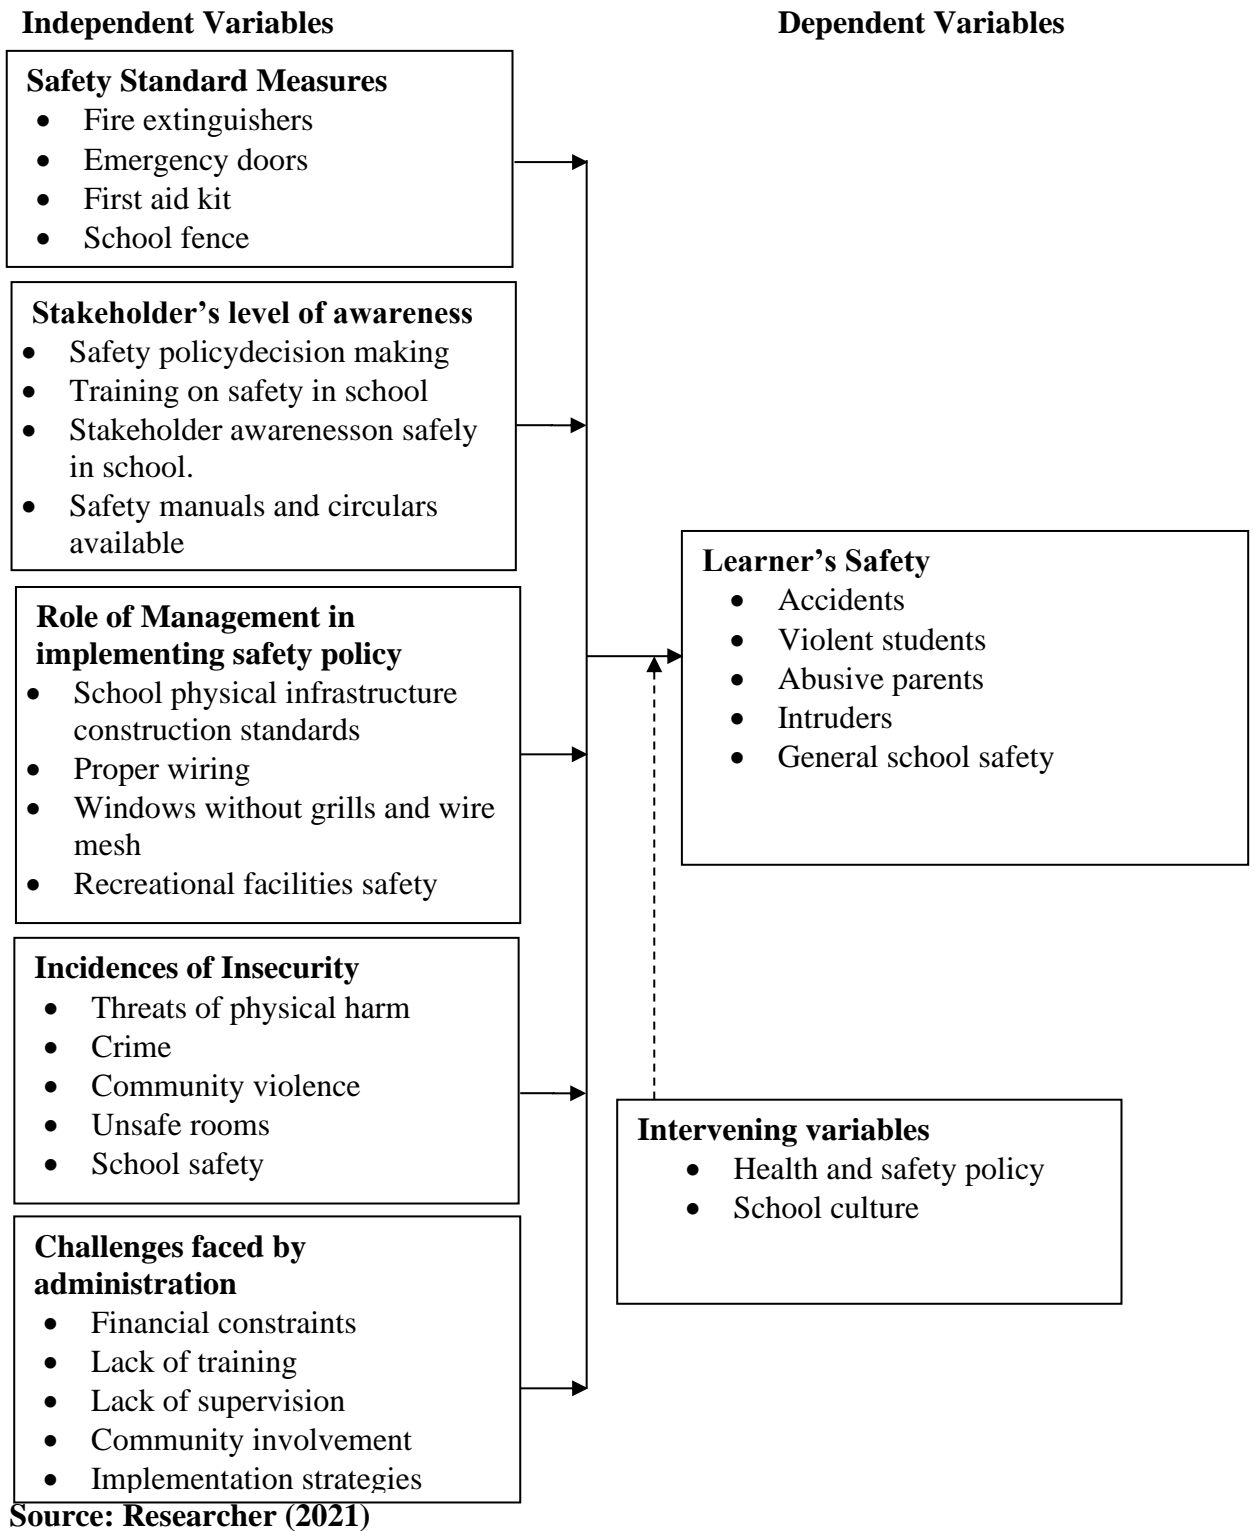 Independent Variables
Dependent Variables
Safety Standard Measures
• Fire extinguishers
• Emergency doors
• First aid kit
• School fence
Stakeholder’s level of awareness
• Safety policydecision making
• Training on safety in school
• Stakeholder awarenesson safely
in school.
• Safety manuals and circulars
available
Role of Management in
implementing safety policy
• School physical infrastructure
construction standards
• Proper wiring
• Windows without grills and wire
mesh
• Recreational facilities safety
Incidences of Insecurity
• Threats of physical harm
• Crime
• Community violence
• Unsafe rooms
• School safety
Challenges faced by
administration
• Financial constraints
• Lack of training
• Lack of supervision
• Community involvement
• Implementation strategies
Learner’s Safety
• Accidents
• Violent students
• Abusive parents
• Intruders
• General school safety
Intervening variables
• Health and safety policy
• School culture
Source: Researcher (2021)